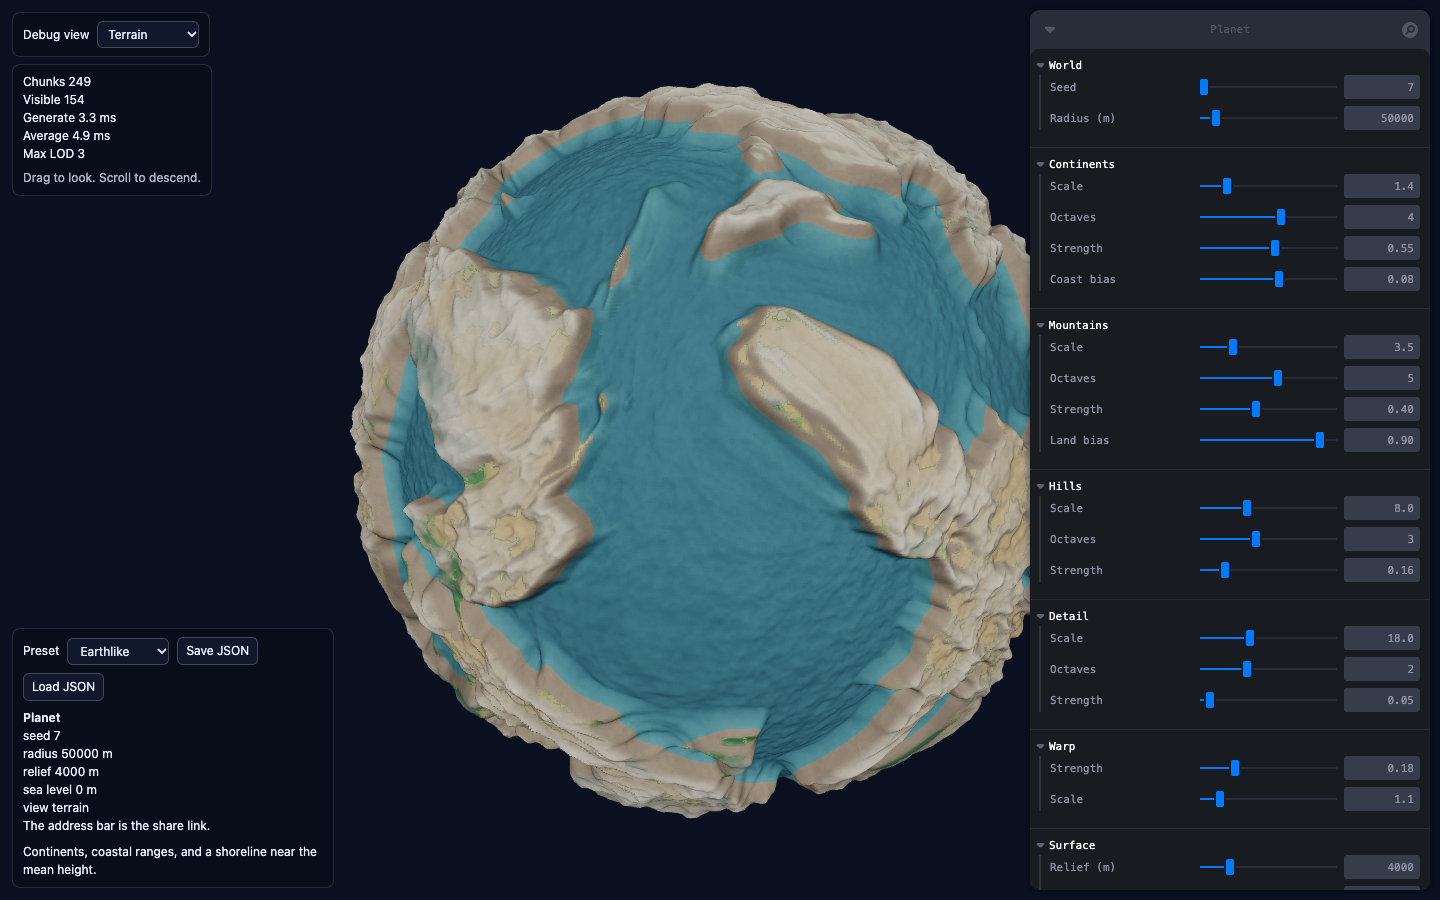 Debug view Terrain
Chunks 249
Visible 154
Generate 3.3 ms
Average 4.9 ms
Max LOD 3
Drag to look. Scroll to descend.
Preset Earthlike Save JSON
Load JSON
Planet
seed 7
radius 50000 m
relief 4000 m
sea level 0 m
view terrain
The address bar is the share link.
Continents, coastal ranges, and a shoreline near the
mean height.
Planet
World
Seed 7
Radius (m) 50000
Continents
Scale 1.4
Octaves 4
Strength 0.55
Coast bias 0.08
Mountains
Scale 3.5
Octaves 5
Strength 0.40
Land bias 0.90
Hills
Scale 8.0
Octaves 3
Strength 0.16
Detail
Scale 18.0
Octaves 2
Strength 0.05
Warp
Strength 0.18
Scale 1.1
Surface
Relief (m) 4000